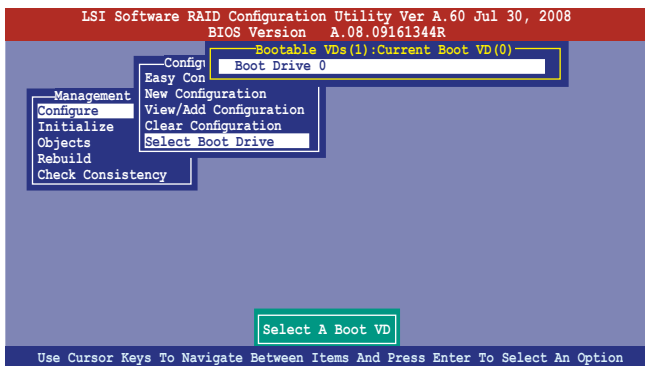 LSI Software RAID Configuration Utility Ver A.60 Jul 30, 2008
BIOS Version A.08.09161344R
Bootable VDs(1):Current Boot VD(0)
Boot Drive 0
Easy Con
New Configuration
View/Add Configuration
Clear Configuration
Select Boot Drive
Management
Configure
Initialize
Objects
Rebuild
Check Consistency
Select A Boot VD
Use Cursor Keys To Navigate Between Items And Press Enter To Select An Option